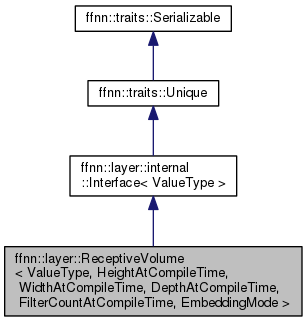 ffnn::traits::Serializable
ffnn::traits::Unique
ffnn::layer::internal
::Interface< ValueType >
ffnn::layer::ReceptiveVolume
< ValueType, HeightAtCompileTime,
WidthAtCompileTime, DepthAtCompileTime,
FilterCountAtCompileTime, EmbeddingMode >